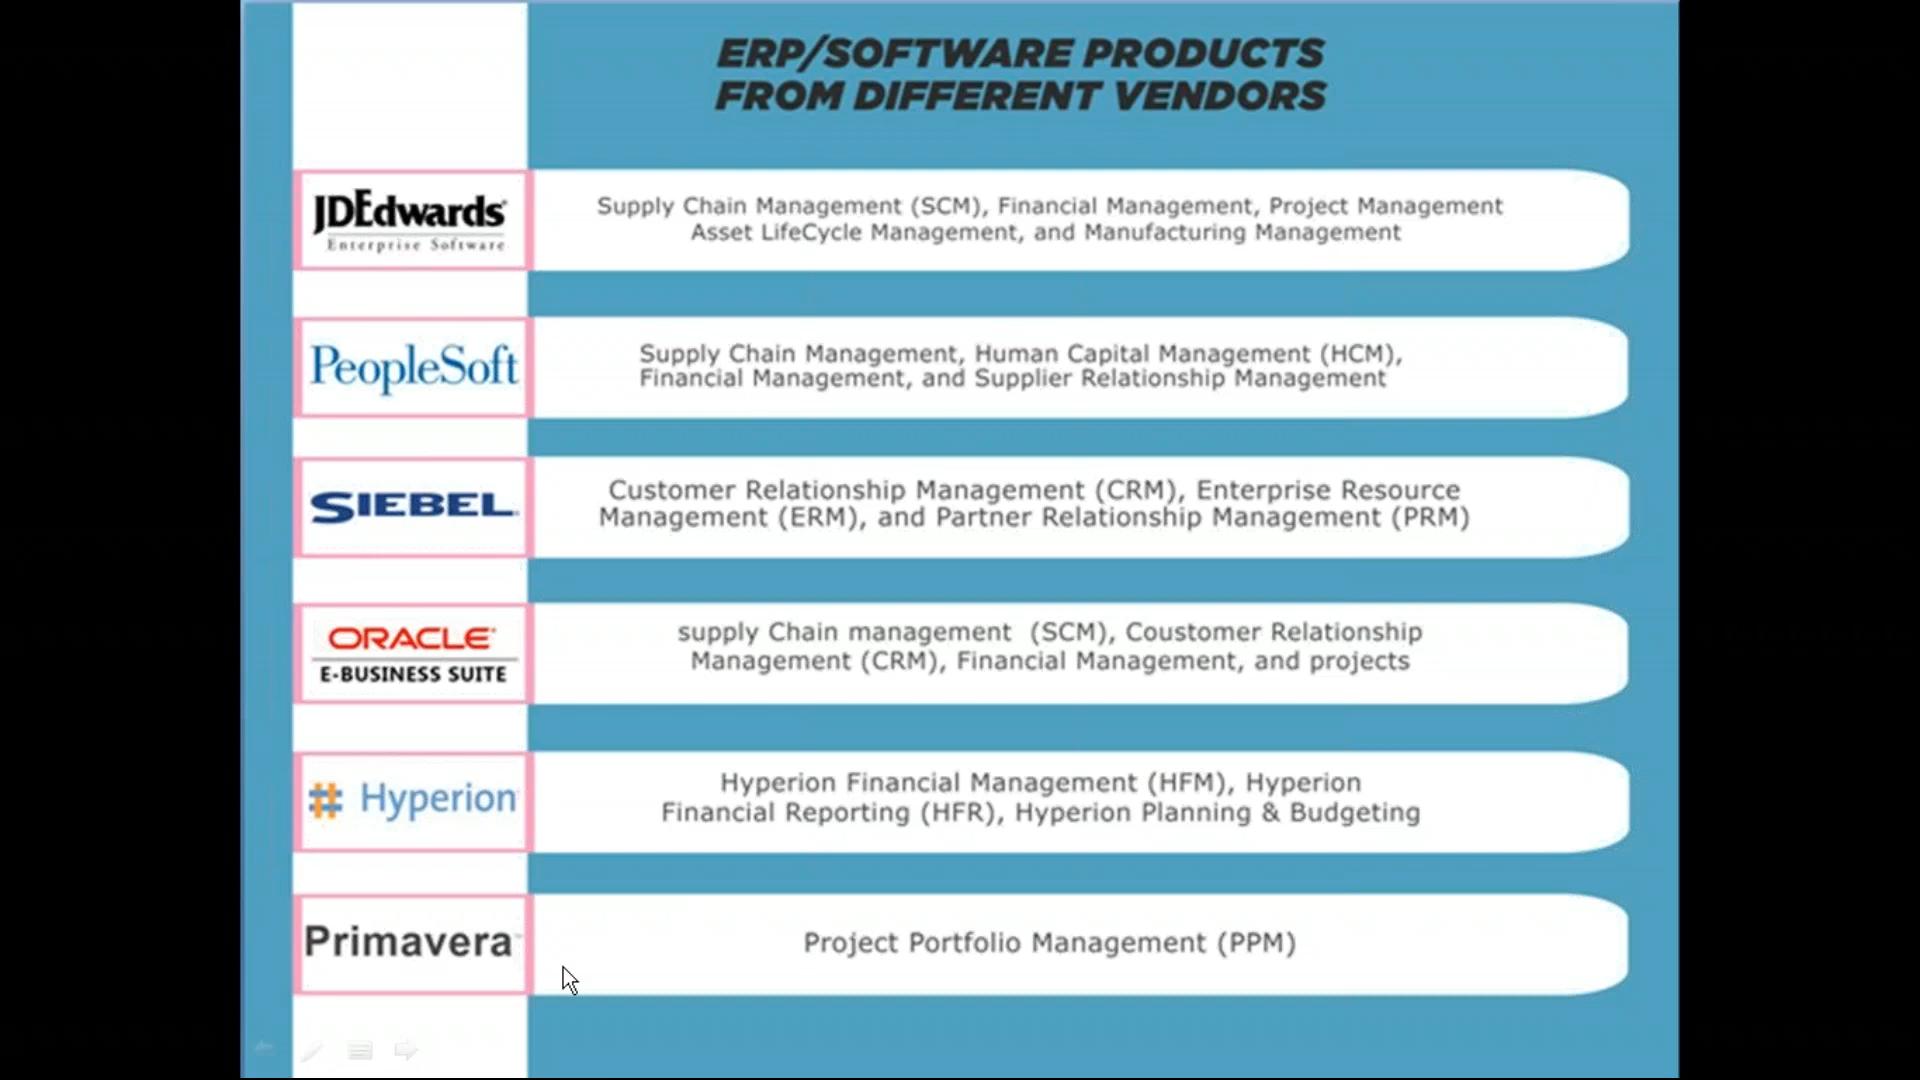 ERP/SOFTWARE PRODUCTS
FROM DIFFERENT VENDORS
JDEdwards
Enterprise Software
Supply Chain Management (SCM), Financial Management, Project Management
Asset LifeCycle Management, and Manufacturing Management
PeopleSoft
Supply Chain Management, Human Capital Management (HCM),
Financial Management, and Supplier Relationship Management
SIEBEL
Customer Relationship Management (CRM), Enterprise Resource
Management (ERM), and Partner Relationship Management (PRM)
ORACLE
E-BUSINESS SUITE
supply Chain management (SCM), Coustomer Relationship
Management (CRM), Financial Management, and projects
Hyperion
Hyperion Financial Management (HFM), Hyperion
Financial Reporting (HFR), Hyperion Planning & Budgeting
Primavera
Project Portfolio Management (PPM)